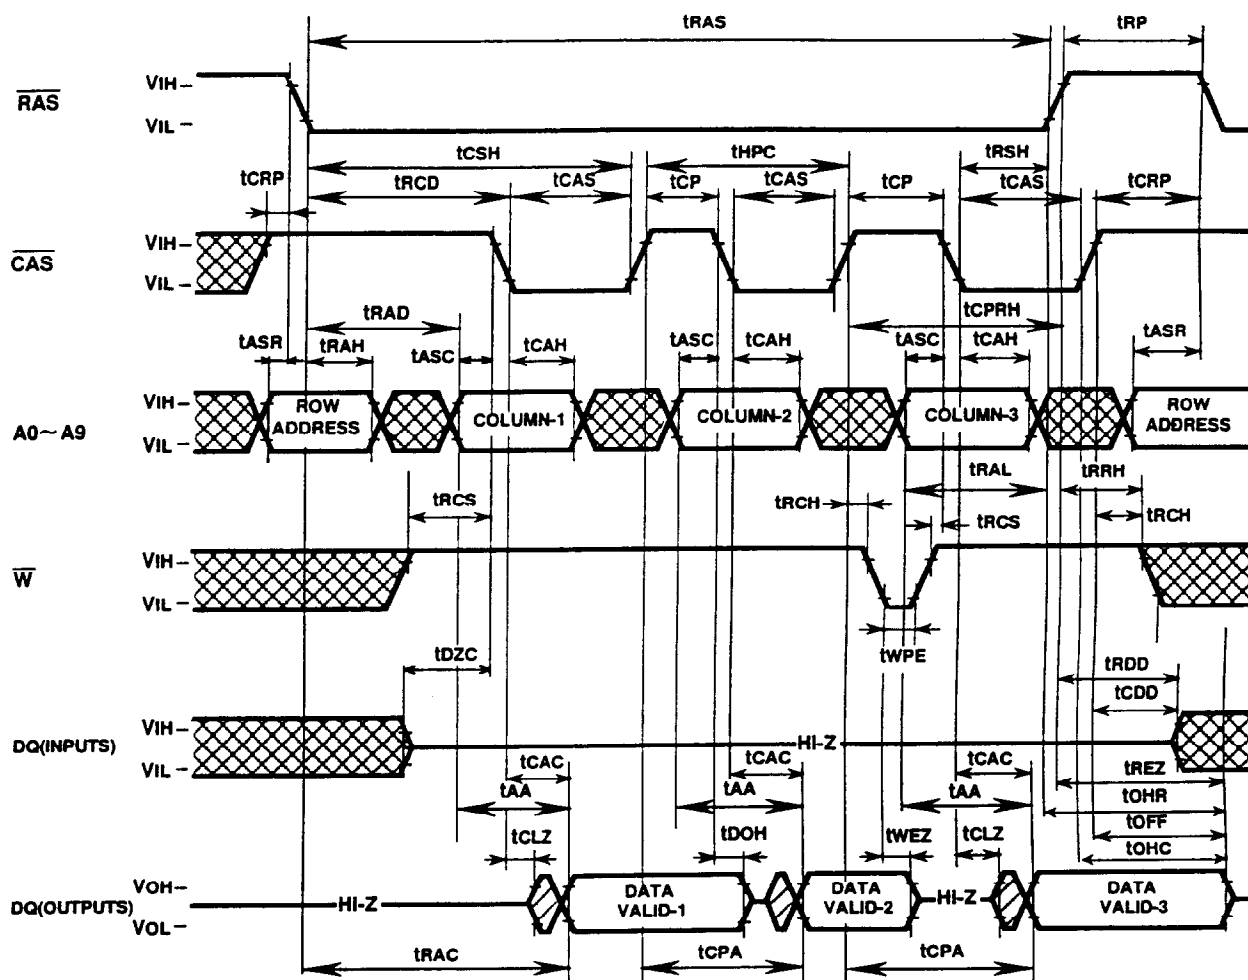 tRAS
tRP
RAS
VIH
VIL
tCSH
tHPC
tRSH
tCRP
tRCD
tCAS
tCP
tCAS
tCP
tCAS
tCRP
CAS
VIH
VIL
tRAD
tCPRH
tASR
tRAH
tASC
tCAH
tASC
tCAH
tASC
tCAH
tASR
A0~A9
VIH
VIL
ROW
ADDRESS
COLUMN-1
COLUMN-2
COLUMN-3
ROW
ADDRESS
tRCS
tRCH
tRAL
tRCS
tRRH
tRCH
W
VIH
VIL
tWPE
tDZC
tRDD
tCDD
DQ(INPUTS)
VIH
VIL
HI-Z
tCAC
tAA
tCLZ
tCAC
tAA
tDOH
tWEZ
tCAC
tAA
tCLZ
tREZ
tOHR
tOFF
tOHC
DQ(OUTPUTS)
VOH
VOL
HI-Z
DATA
VALID-1
DATA
VALID-2
HI-Z
DATA
VALID-3
tRAC
tCPA
tCPA